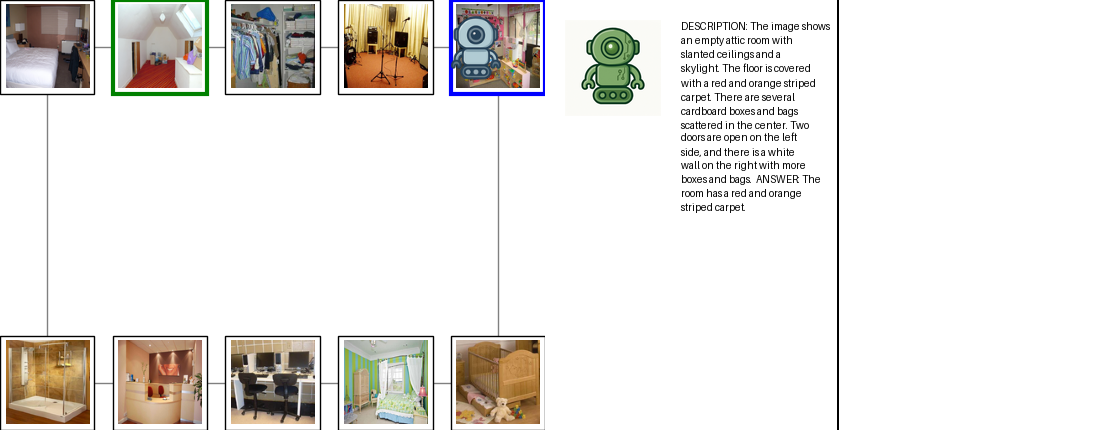 DESCRIPTION: The image shows
an empty attic room with
slanted ceilings and a
skylight. The floor is covered
with a red and orange striped
carpet. There are several
cardboard boxes and bags
scattered in the center. Two
doors are open on the left
side, and there is a white
wall on the right with more
boxes and bags. ANSWER: The
room has a red and orange
striped carpet.